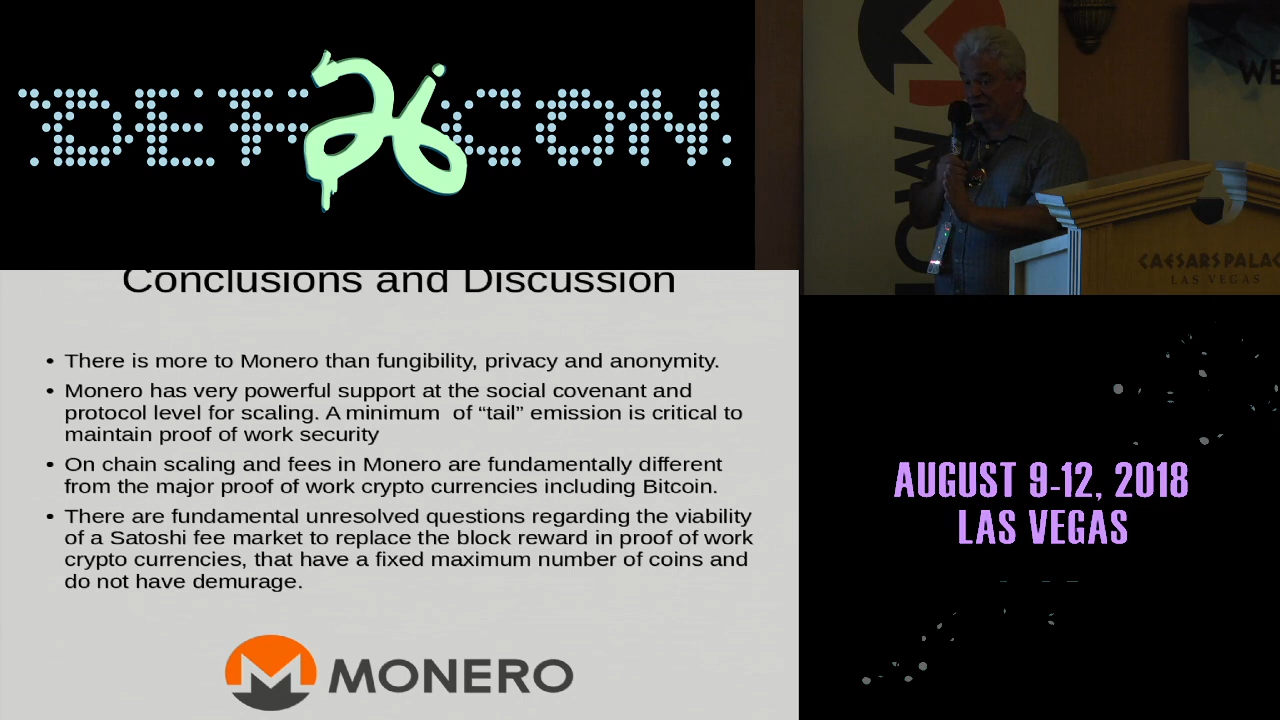 DEF 26 CON
WE
MON
CAESARS PALAC
LAS VEGAS
Conclusions and Discussion
• There is more to Monero than fungibility, privacy and anonymity.
• Monero has very powerful support at the social covenant and
protocol level for scaling. A minimum of “tail” emission is critical to
maintain proof of work security
• On chain scaling and fees in Monero are fundamentally different
from the major proof of work crypto currencies including Bitcoin.
• There are fundamental unresolved questions regarding the viability
of a Satoshi fee market to replace the block reward in proof of work
crypto currencies, that have a fixed maximum number of coins and
do not have demurage.
MONERO
AUGUST 9-12, 2018
LAS VEGAS